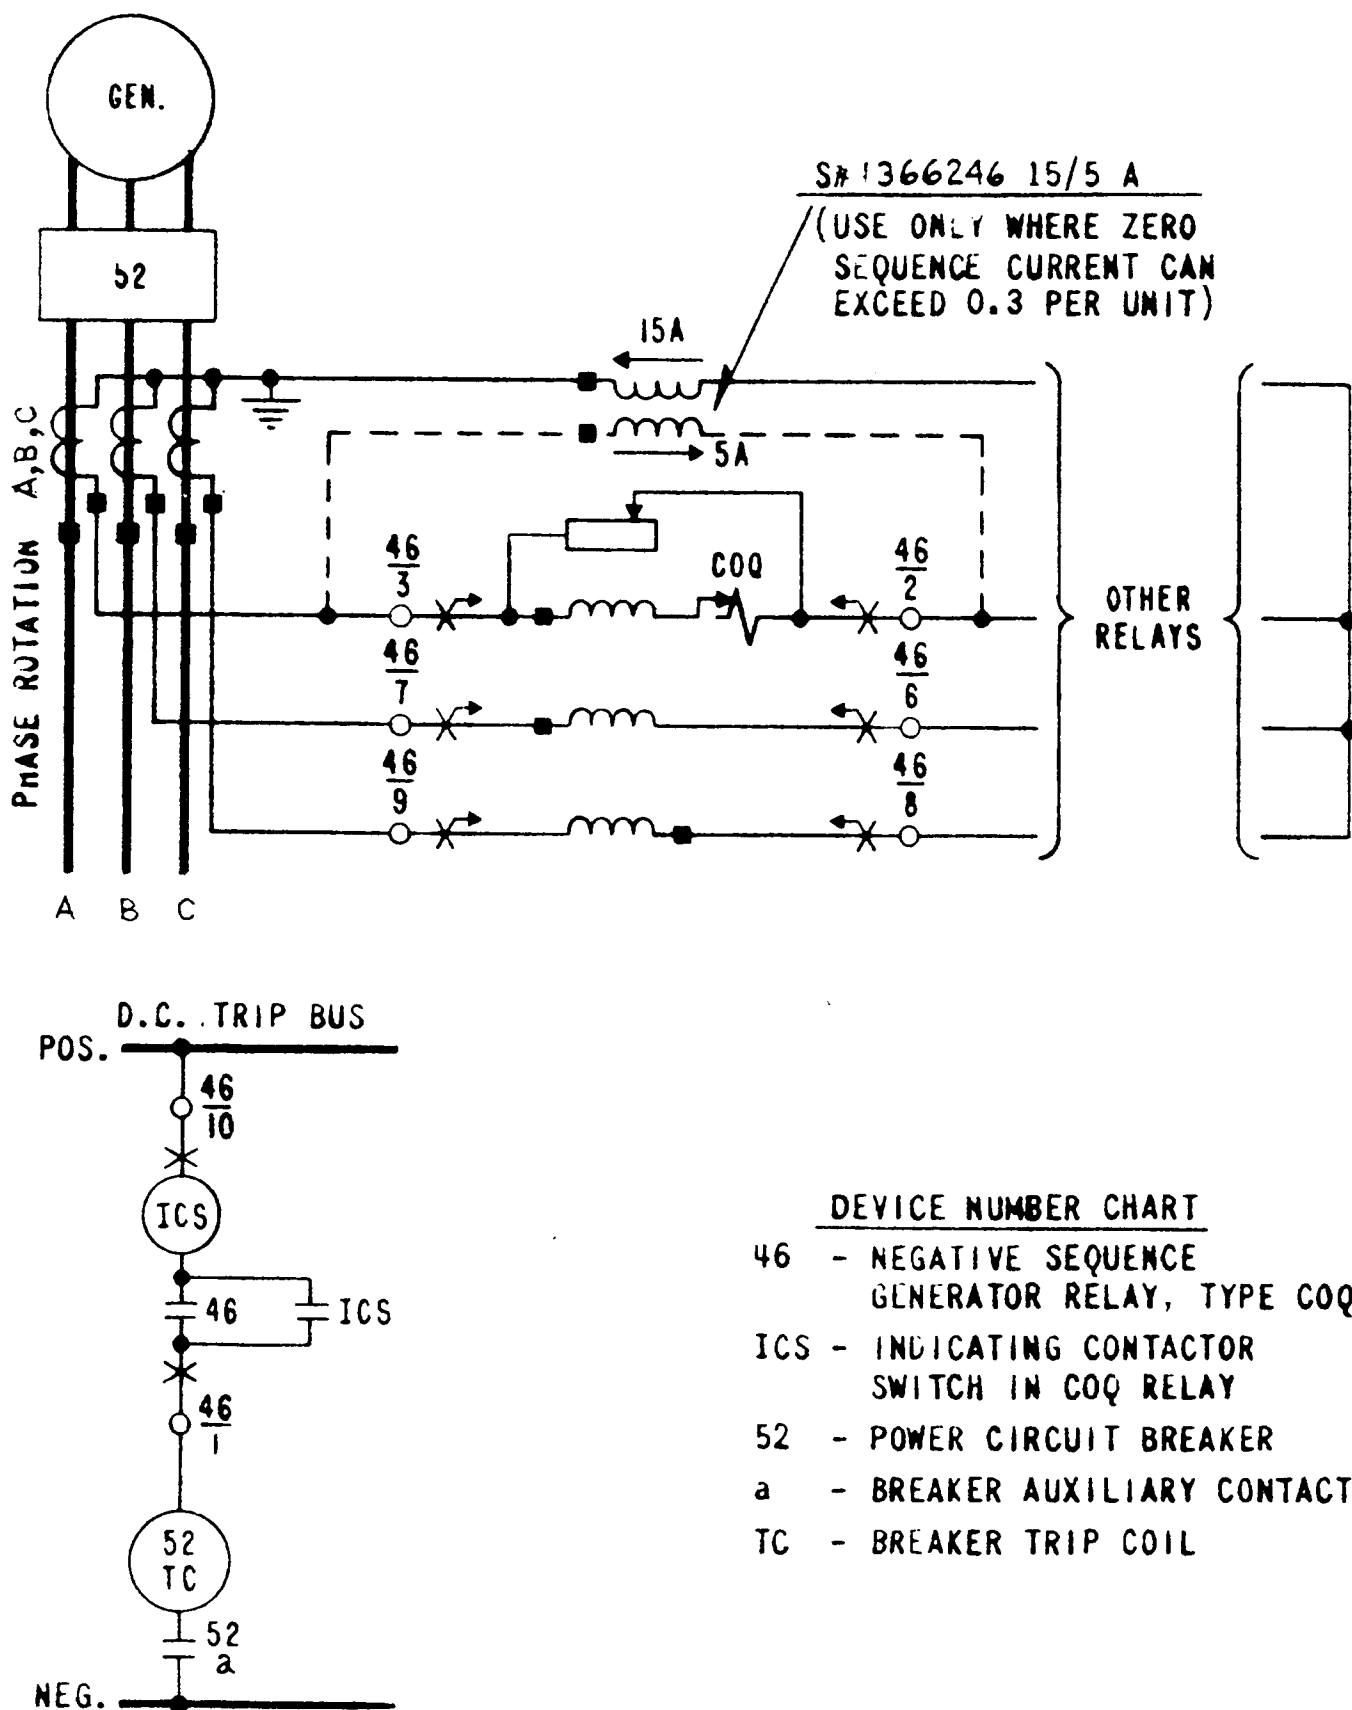 GEN.
52
S# 1366246 15/5 A
(USE ONLY WHERE ZERO
SEQUENCE CURRENT CAN
EXCEED 0.3 PER UNIT)
15A
5A
PHASE ROTATION A,B,C
46
3
COQ
46
2
46
7
46
6
46
9
46
8
OTHER
RELAYS
A B C
D.C. TRIP BUS
POS.
46
10
ICS
46
ICS
46
1
52
TC
52
a
NEG.
DEVICE NUMBER CHART
46 - NEGATIVE SEQUENCE
GENERATOR RELAY, TYPE COQ
ICS - INDICATING CONTACTOR
SWITCH IN COQ RELAY
52 - POWER CIRCUIT BREAKER
a - BREAKER AUXILIARY CONTACT
TC - BREAKER TRIP COIL